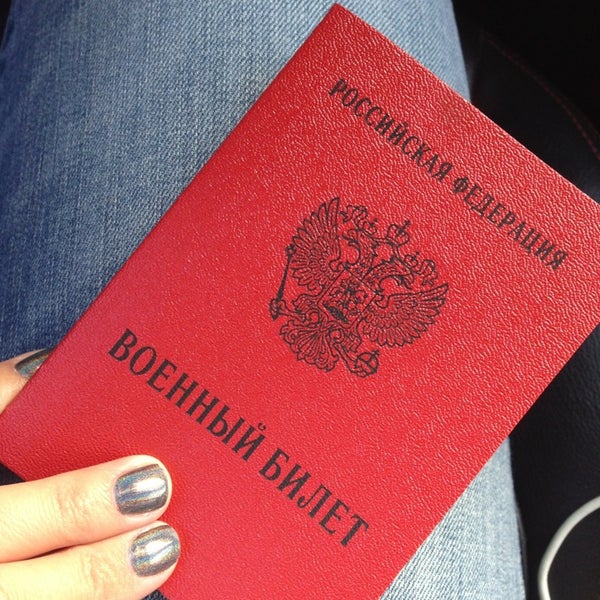 РОССИЙСКАЯ ФЕДЕРАЦИЯ
ВОЕННЫЙ БИЛЕТ